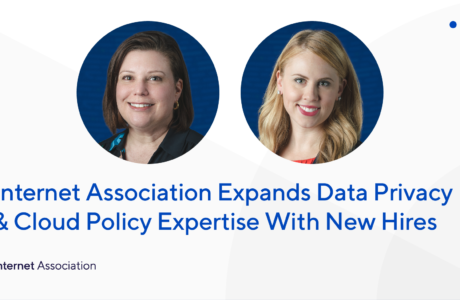 nternet Association Expands Data Privacy
& Cloud Policy Expertise With New Hires
nternet Association